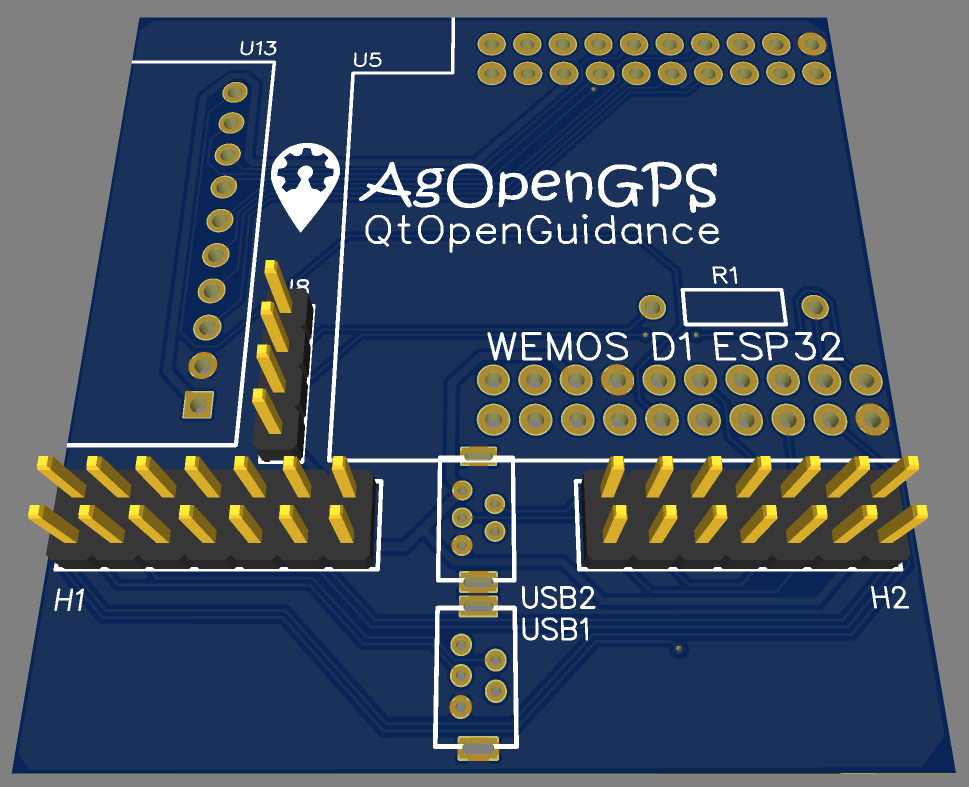 U13
U5
AgOpenGPS
QtOpenGuidance
R1
WEMOS D1 ESP32
H1
USB2
USB1
H2